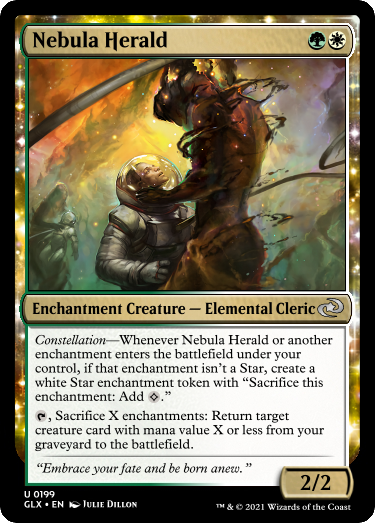 Nebula Herald
Enchantment Creature — Elemental Cleric
Constellation—Whenever Nebula Herald or another
enchantment enters the battlefield under your
control, if that enchantment isn't a Star, create a
white Star enchantment token with “Sacrifice this
enchantment: Add .”
, Sacrifice X enchantments: Return target
creature card with mana value X or less from your
graveyard to the battlefield.
“Embrace your fate and be born anew.”
2/2
U 0199
GLX • EN JULIE DILLON
™ & © 2021 Wizards of the Coast